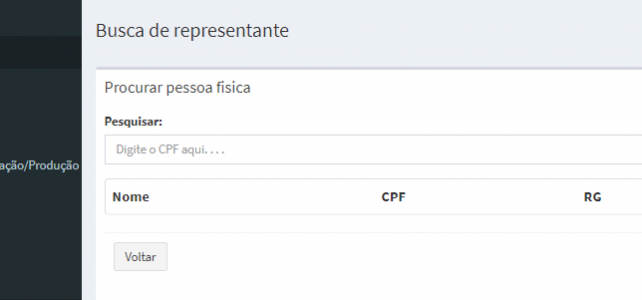 Busca de representante
Procurar pessoa fisica
Pesquisar:
ação/Produção
Digite o CPF aqui. . . .
Nome CPF RG
Voltar